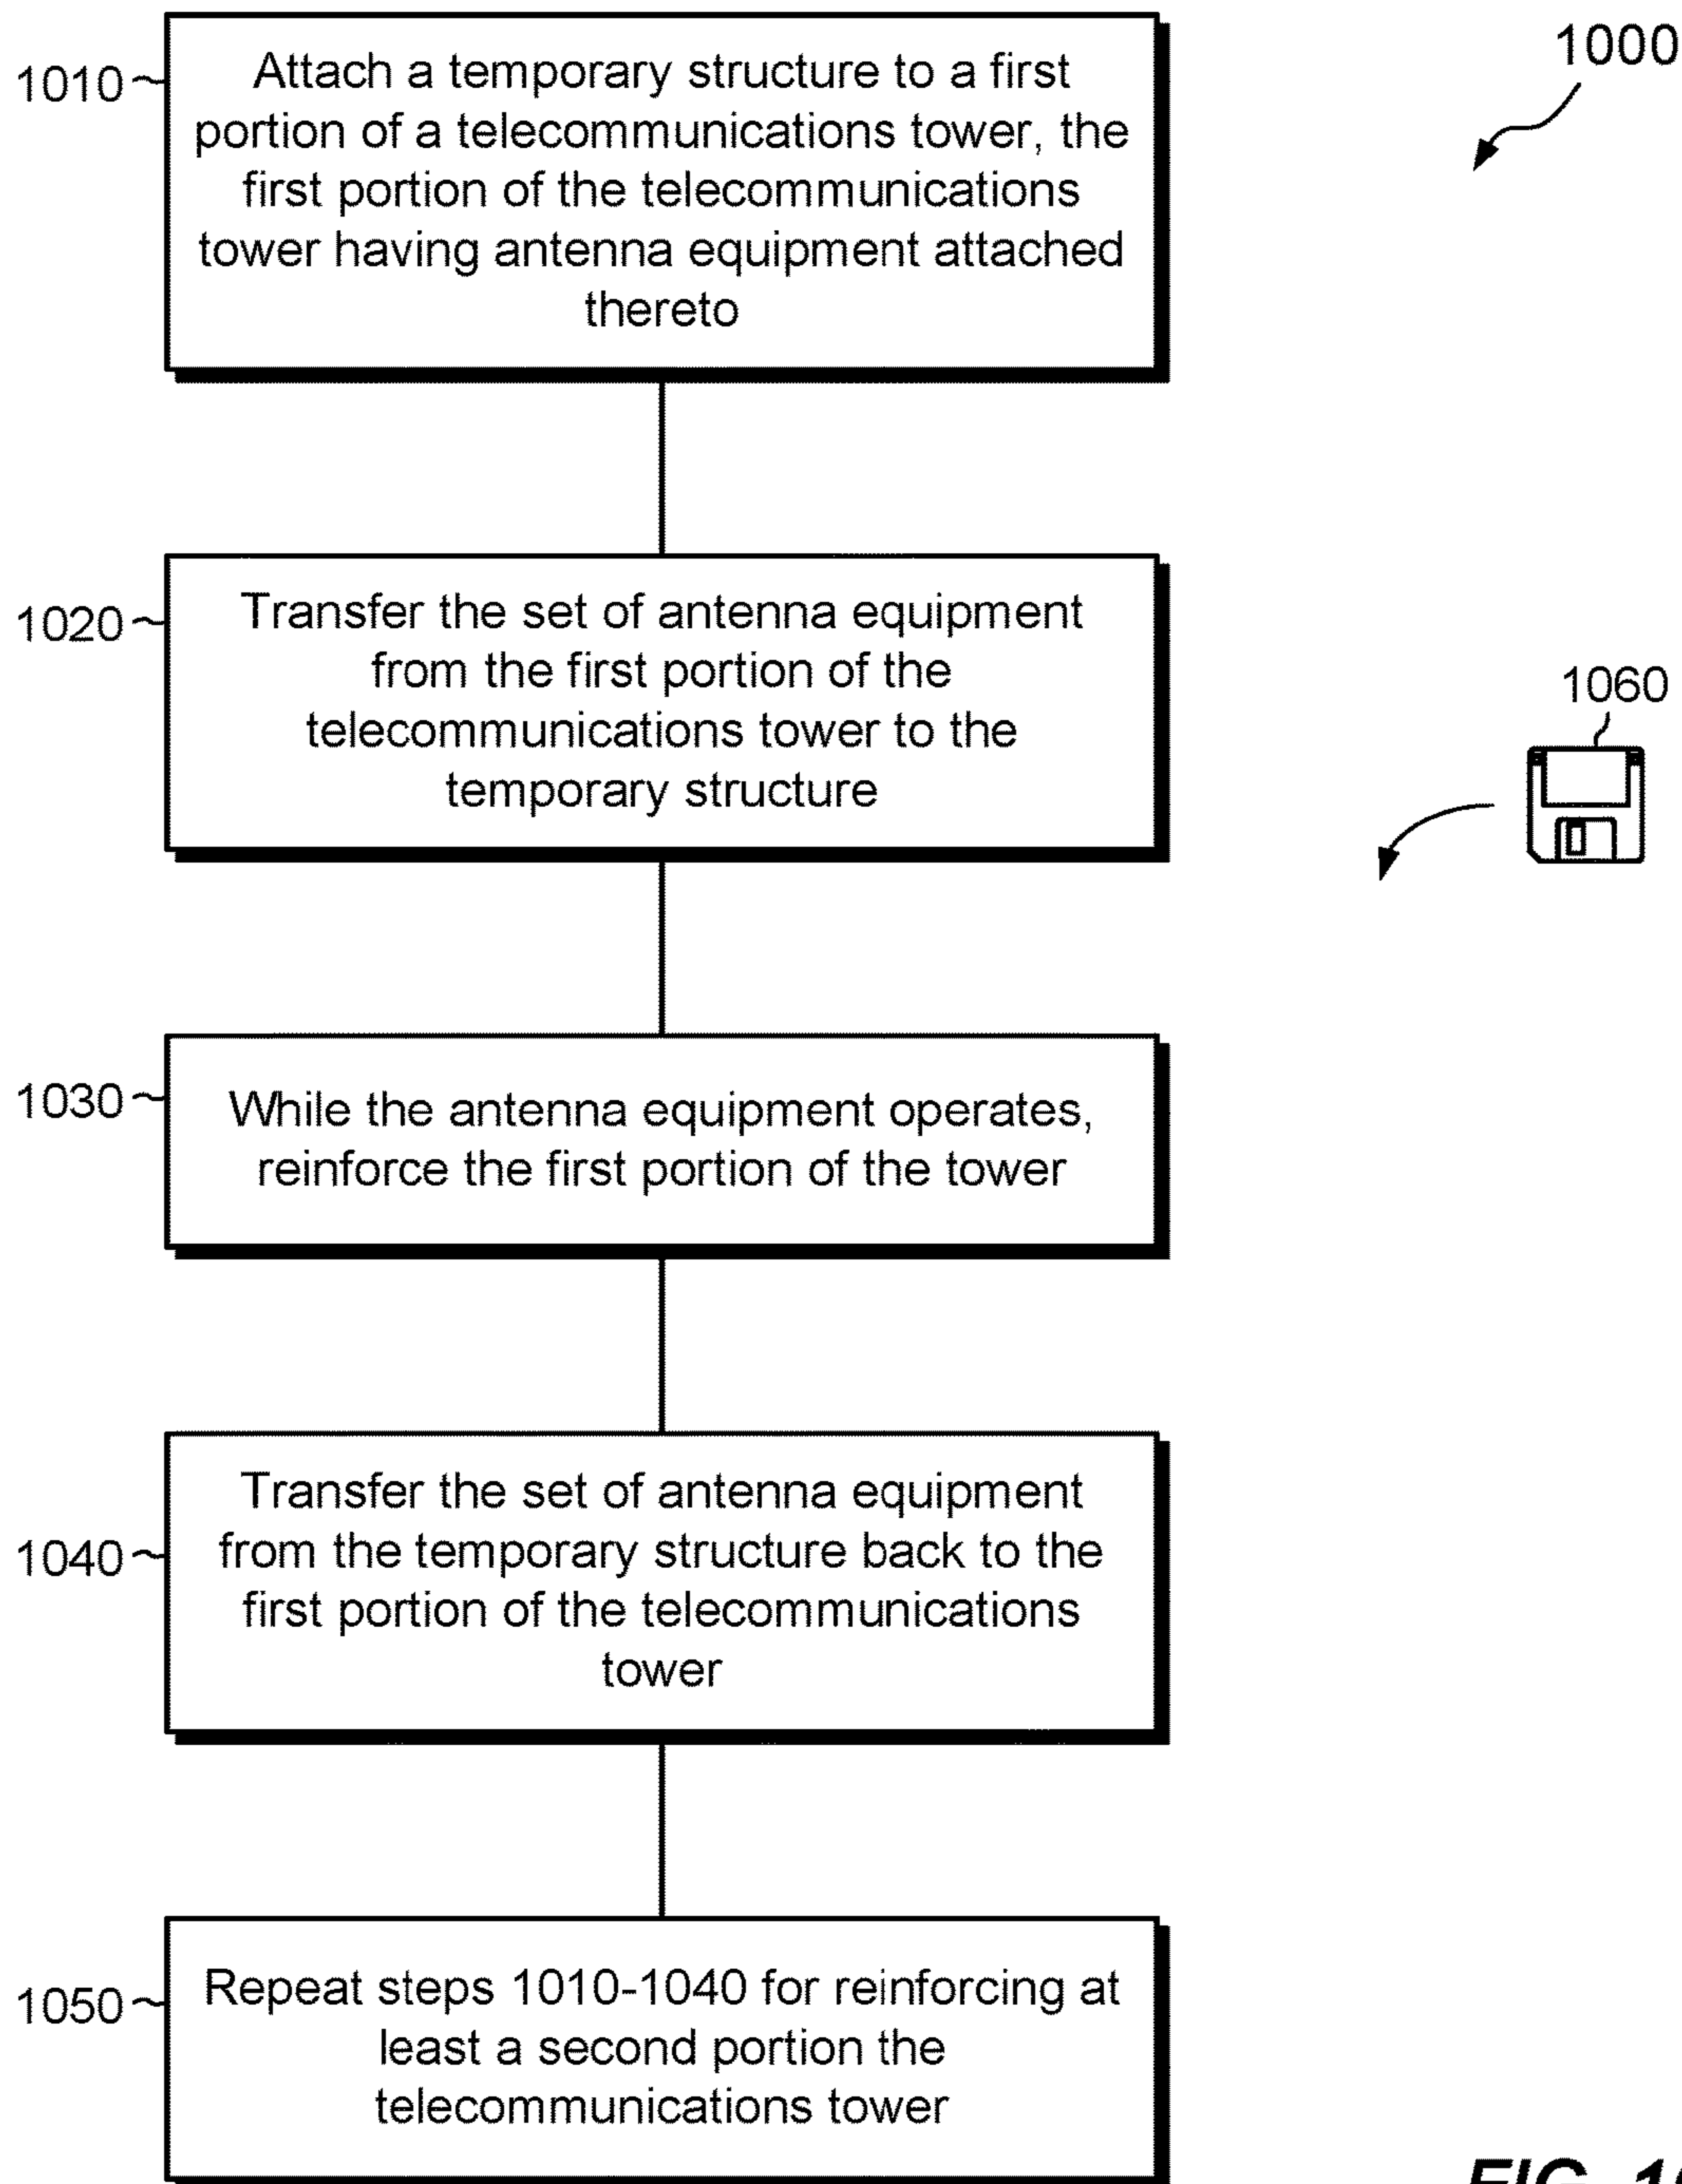 1000
1010
Attach a temporary structure to a first
portion of a telecommunications tower, the
first portion of the telecommunications
tower having antenna equipment attached
thereto
1020
Transfer the set of antenna equipment
from the first portion of the
telecommunications tower to the
temporary structure
1060
1030
While the antenna equipment operates,
reinforce the first portion of the tower
1040
Transfer the set of antenna equipment
from the temporary structure back to the
first portion of the telecommunications
tower
1050
Repeat steps 1010-1040 for reinforcing at
least a second portion the
telecommunications tower
FIG.